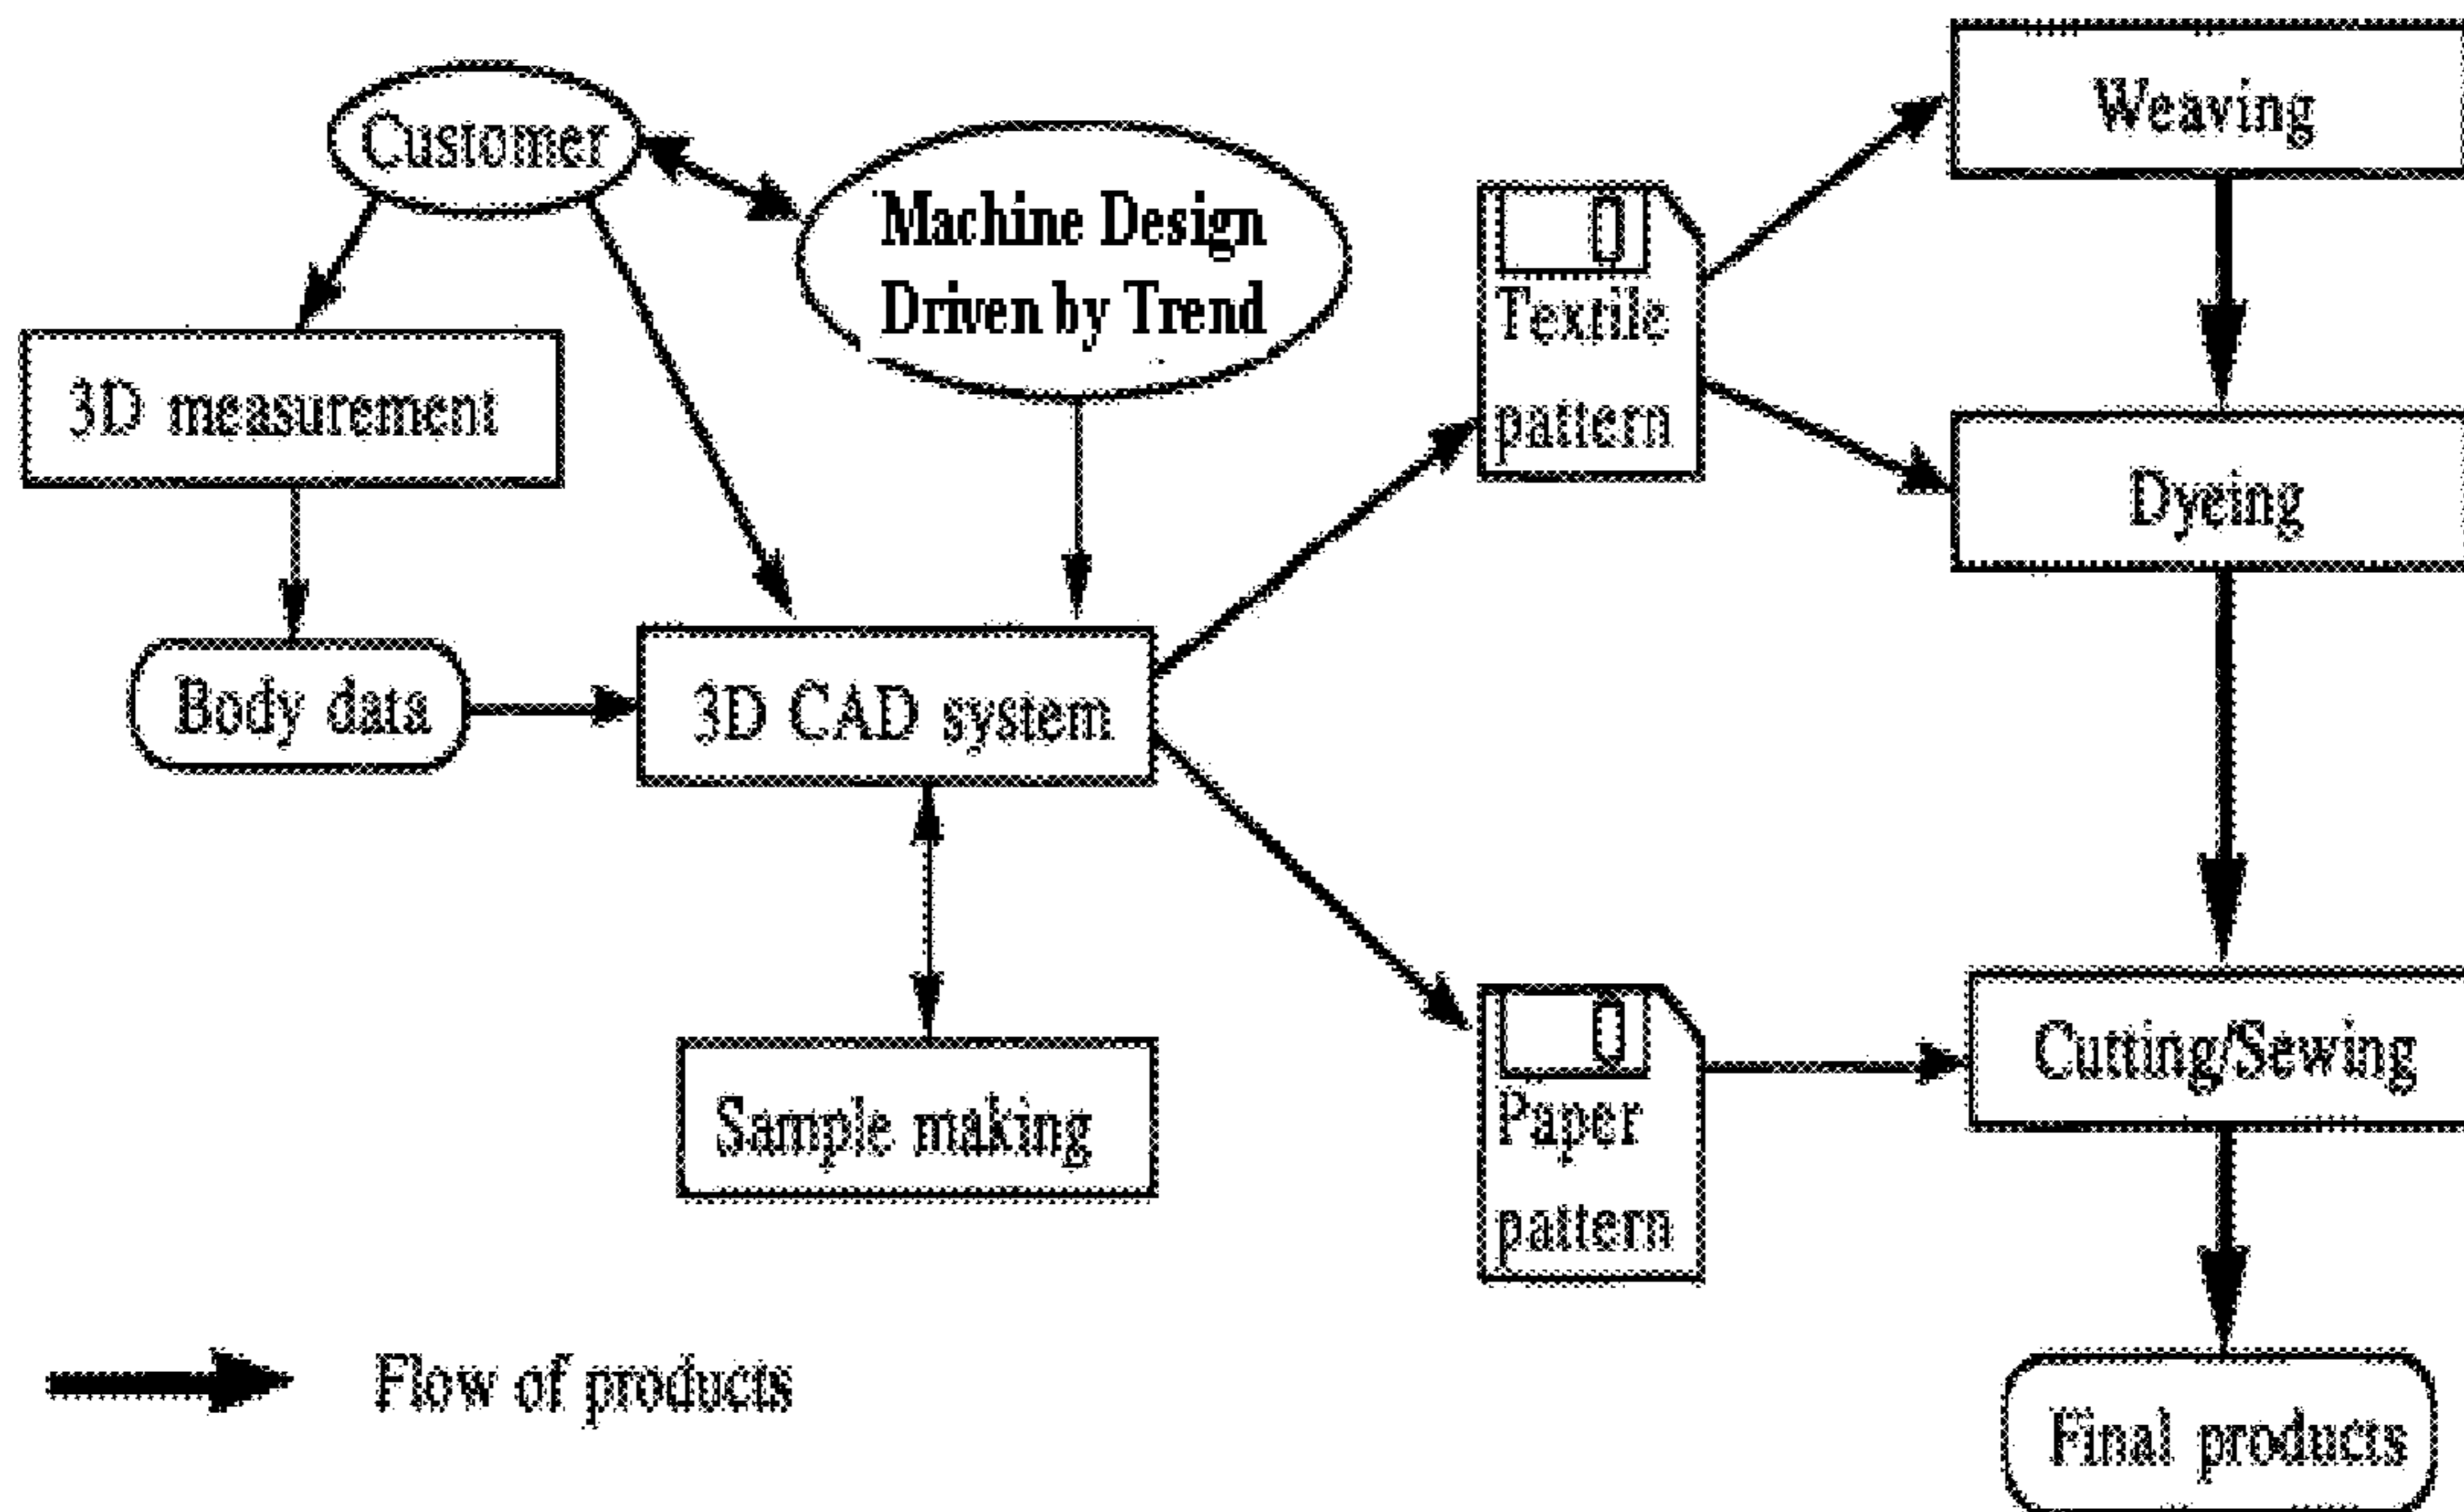 Customer
Machine Design
Driven by Trend
3D measurement
Body data
3D CAD system
Sample making
Textile
pattern
Paper
pattern
Weaving
Dyeing
Cutting/Sewing
Final products
Flow of products